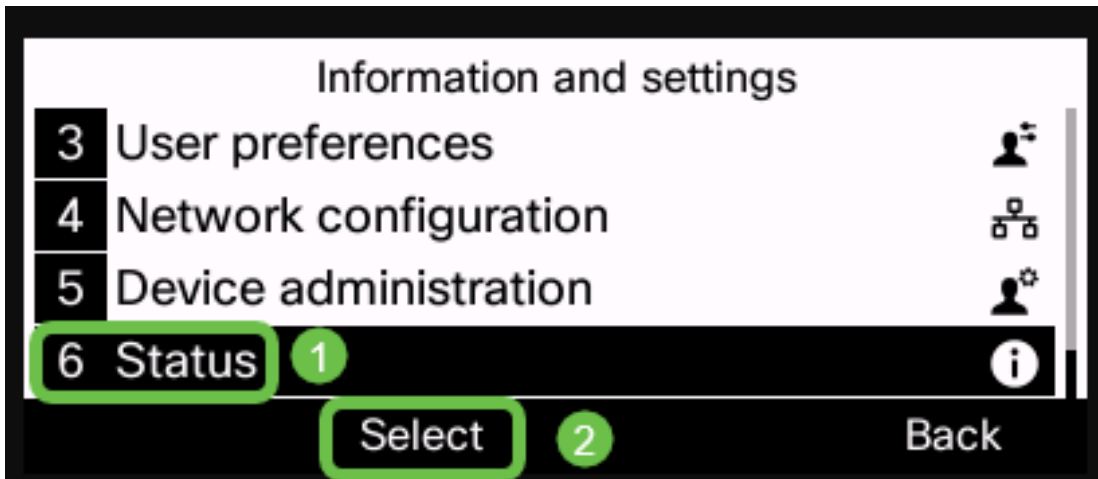 Information and settings
3 User preferences
4 Network configuration
5 Device administration
6 Status 1
Select 2 Back